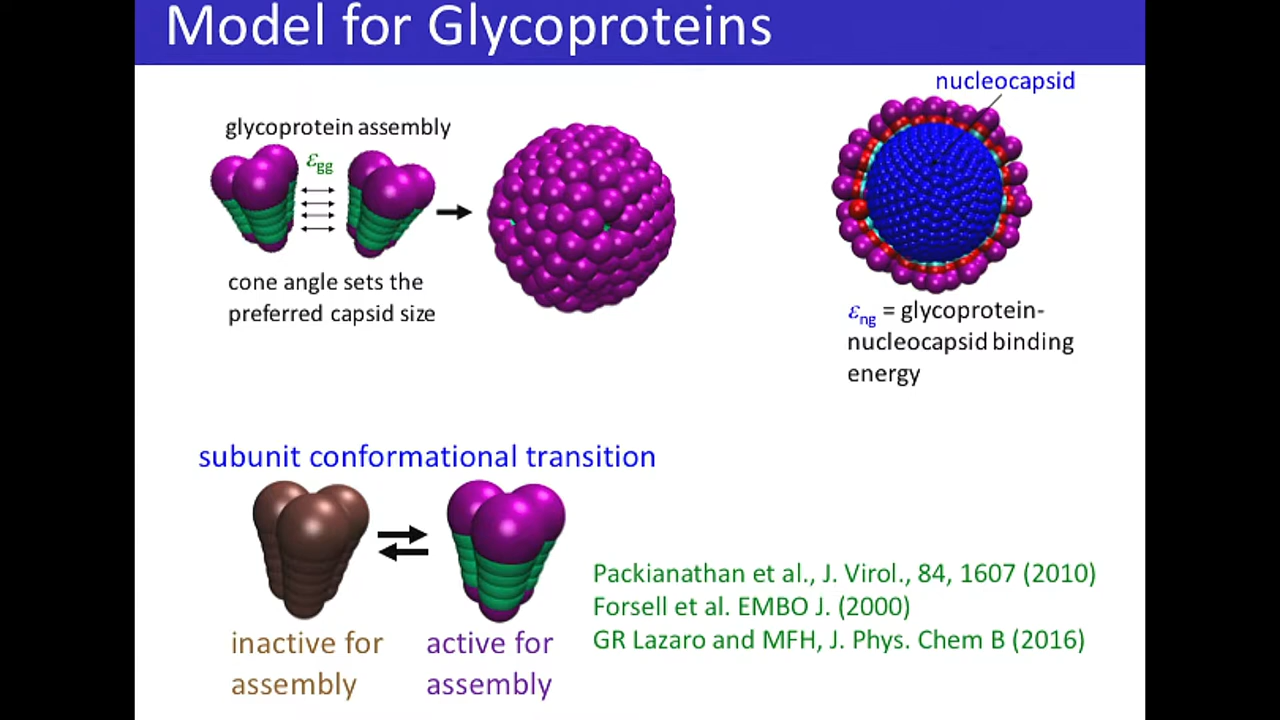 Model for Glycoproteins
glycoprotein assembly
εgg
cone angle sets the
preferred capsid size
nucleocapsid
εng = glycoprotein-
nucleocapsid binding
energy
subunit conformational transition
inactive for
assembly
active for
assembly
Packianathan et al., J. Virol., 84, 1607 (2010)
Forsell et al. EMBO J. (2000)
GR Lazaro and MFH, J. Phys. Chem B (2016)